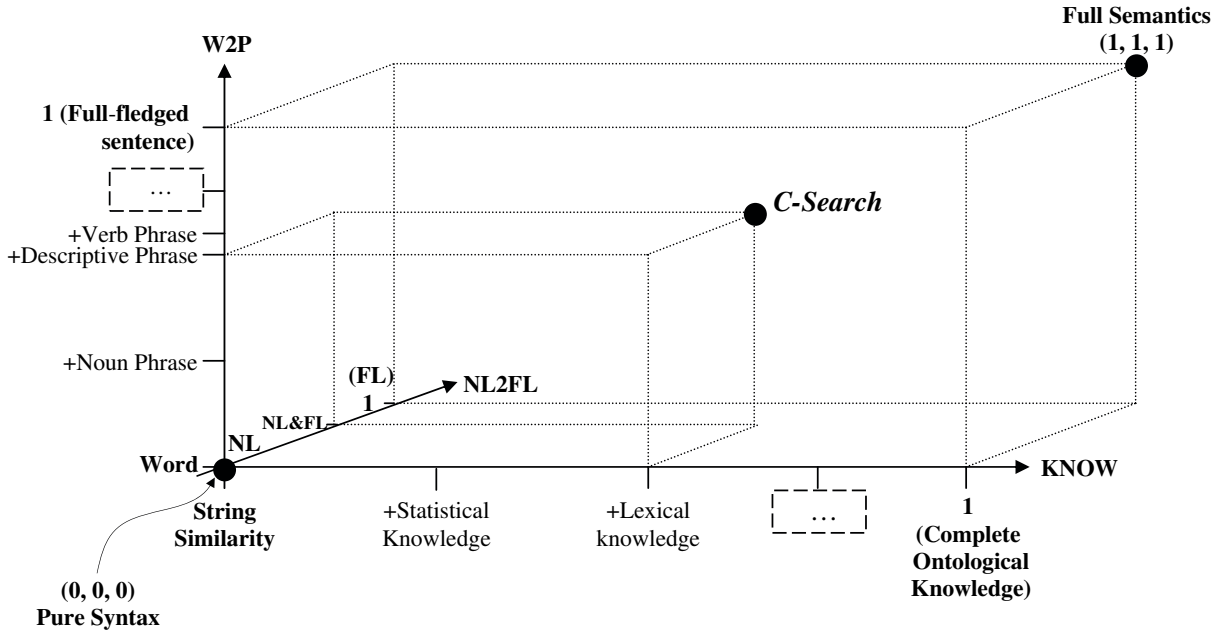 Full Semantics
(1, 1, 1)
W2P
1 (Full-fledged
sentence)
…
C-Search
+Verb Phrase
+Descriptive Phrase
+Noun Phrase
(FL)
1
NL2FL
NL&FL
NL
Word
KNOW
String
Similarity
+Statistical
Knowledge
+Lexical
knowledge
…
1
(Complete
Ontological
Knowledge)
(0, 0, 0)
Pure Syntax